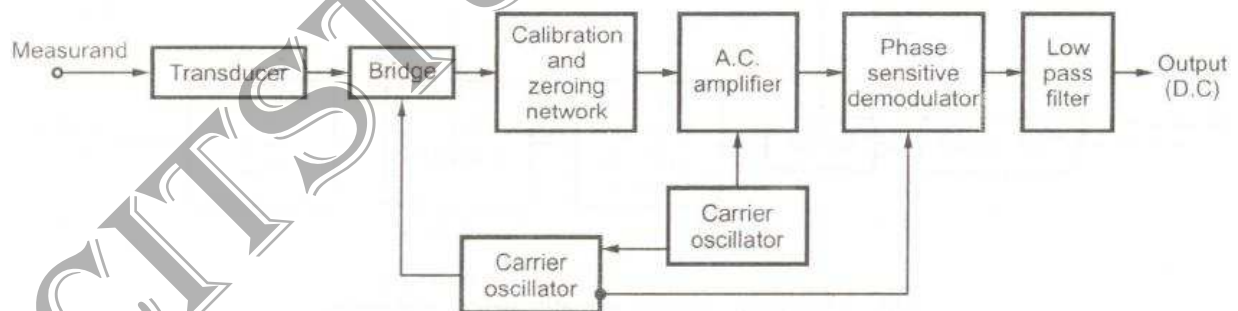 Measurand
Transducer
Bridge
Calibration
and
zeroing
network
A.C.
amplifier
Phase
sensitive
demodulator
Low
pass
filter
Output
(D.C)
Carrier
oscillator
Carrier
oscillator